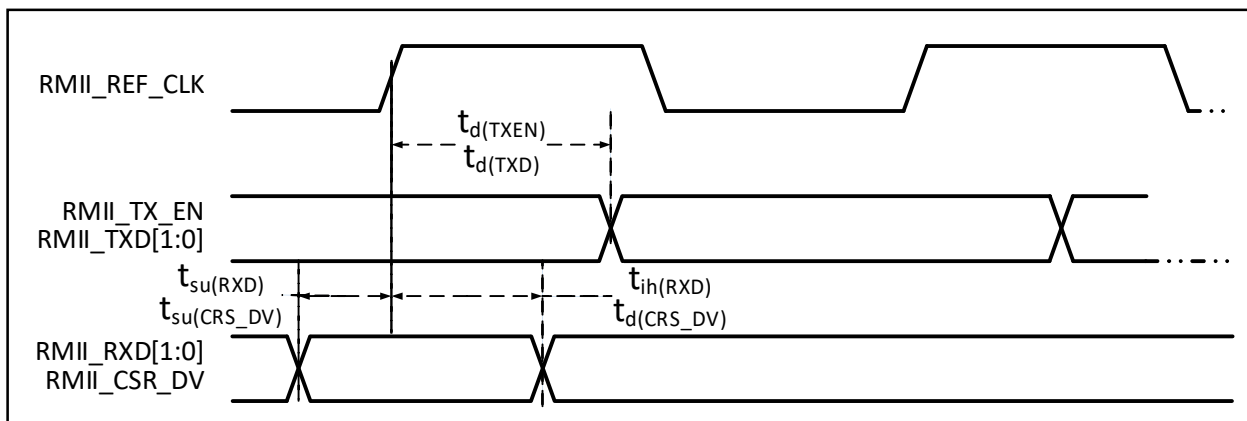 RMII_REF_CLK
td(TXEN)
td(TXD)
RMII_TX_EN
RMII_TXD[1:0]
tsu(RXD)
tih(RXD)
tsu(CRS_DV)
td(CRS_DV)
RMII_RXD[1:0]
RMII_CSR_DV